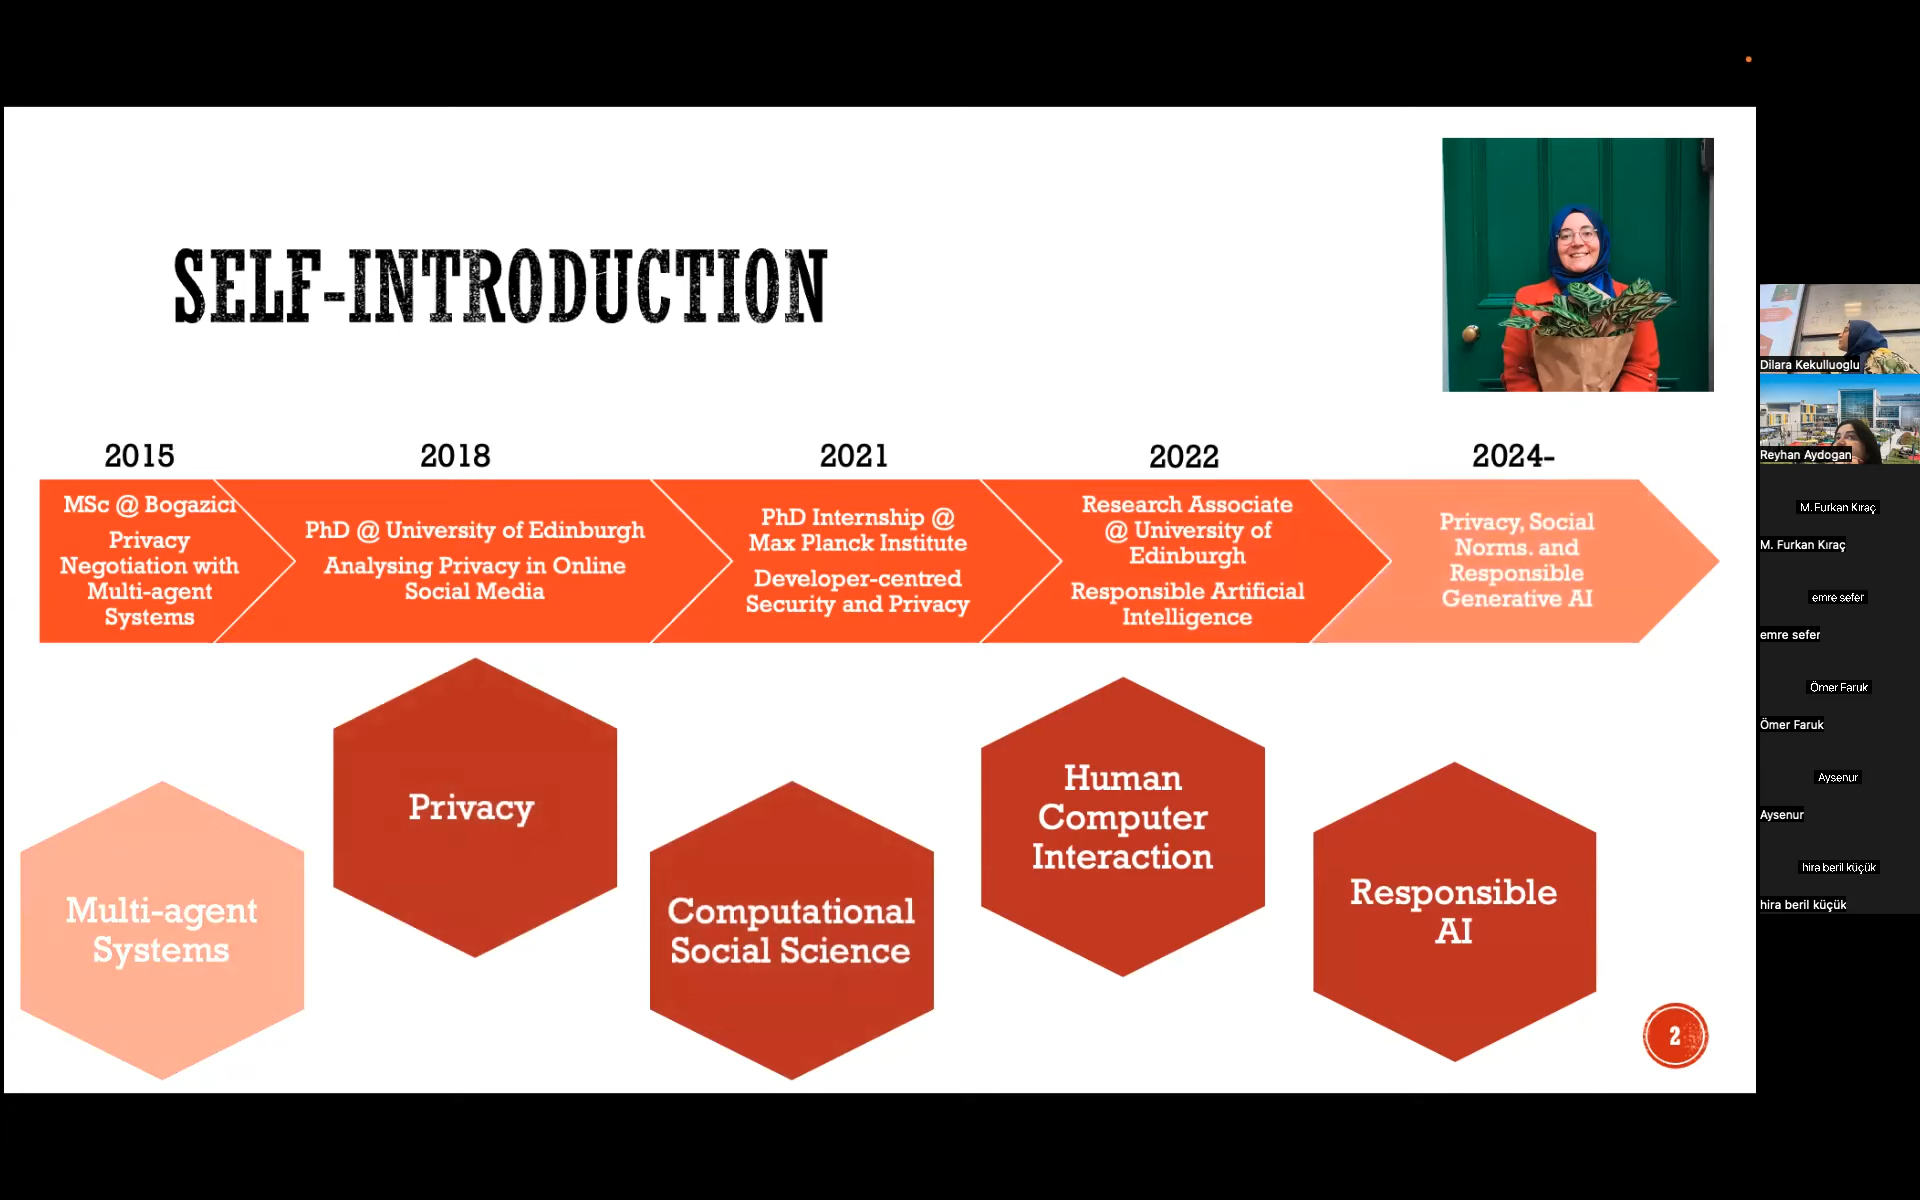 SELF-INTRODUCTION
2015
2018
2021
2022
2024-
MSc @ Bogazici
Privacy
Negotiation with
Multi-agent
Systems
PhD @ University of Edinburgh
Analysing Privacy in Online
Social Media
PhD Internship @
Max Planck Institute
Developer-centred
Security and Privacy
Research Associate
@ University of
Edinburgh
Responsible Artificial
Intelligence
Privacy, Social
Norms. and
Responsible
Generative AI
Multi-agent
Systems
Privacy
Computational
Social Science
Human
Computer
Interaction
Responsible
AI
2
Dilara Kekulluoglu
Reyhan Aydogan
M. Furkan Kıraç
M. Furkan Kıraç
emre sefer
emre sefer
Ömer Faruk
Ömer Faruk
Aysenur
Aysenur
hira beril küçük
hira beril küçük